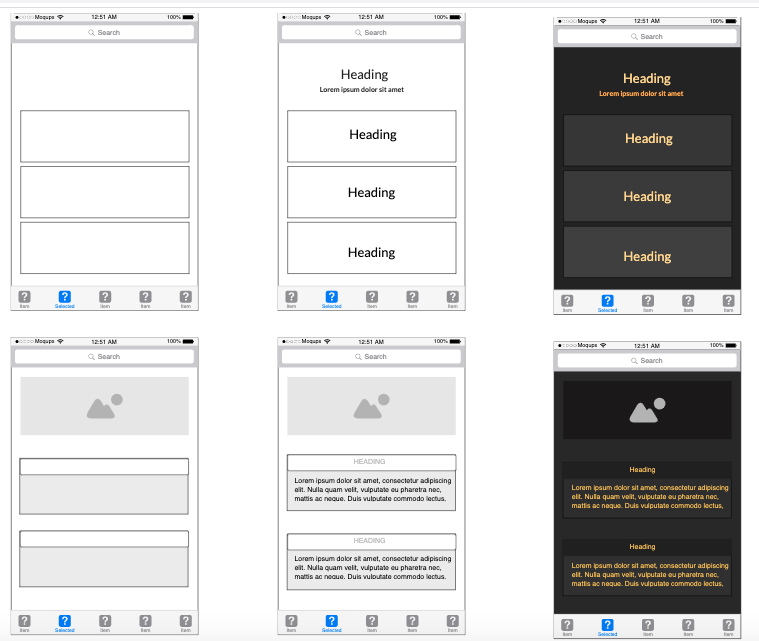 Moqups 12:51 AM 100%
Search
?
Item
?
Selected
?
Item
?
Item
?
Item
Moqups 12:51 AM 100%
Search
Heading
Lorem ipsum dolor sit amet
Heading
Heading
Heading
?
Item
?
Selected
?
Item
?
Item
?
Item
Moqups 12:51 AM 100%
Search
Heading
Lorem ipsum dolor sit amet
Heading
Heading
Heading
?
Item
?
Selected
?
Item
?
Item
?
Item
Moqups 12:51 AM 100%
Search
?
Item
?
Selected
?
Item
?
Item
?
Item
Moqups 12:51 AM 100%
Search
HEADING
Lorem ipsum dolor sit amet, consectetur adipiscing
elit. Nulla quam velit, vulputate eu pharetra nec,
mattis ac neque. Duis vulputate commodo lectus,
HEADING
Lorem ipsum dolor sit amet, consectetur adipiscing
elit. Nulla quam velit, vulputate eu pharetra nec,
mattis ac neque. Duis vulputate commodo lectus,
?
Item
?
Selected
?
Item
?
Item
?
Item
Moqups 12:51 AM 100%
Search
Heading
Lorem ipsum dolor sit amet, consectetur adipiscing
elit. Nulla quam velit, vulputate eu pharetra nec,
mattis ac neque. Duis vulputate commodo lectus,
Heading
Lorem ipsum dolor sit amet, consectetur adipiscing
elit. Nulla quam velit, vulputate eu pharetra nec,
mattis ac neque. Duis vulputate commodo lectus,
?
Item
?
Selected
?
Item
?
Item
?
Item